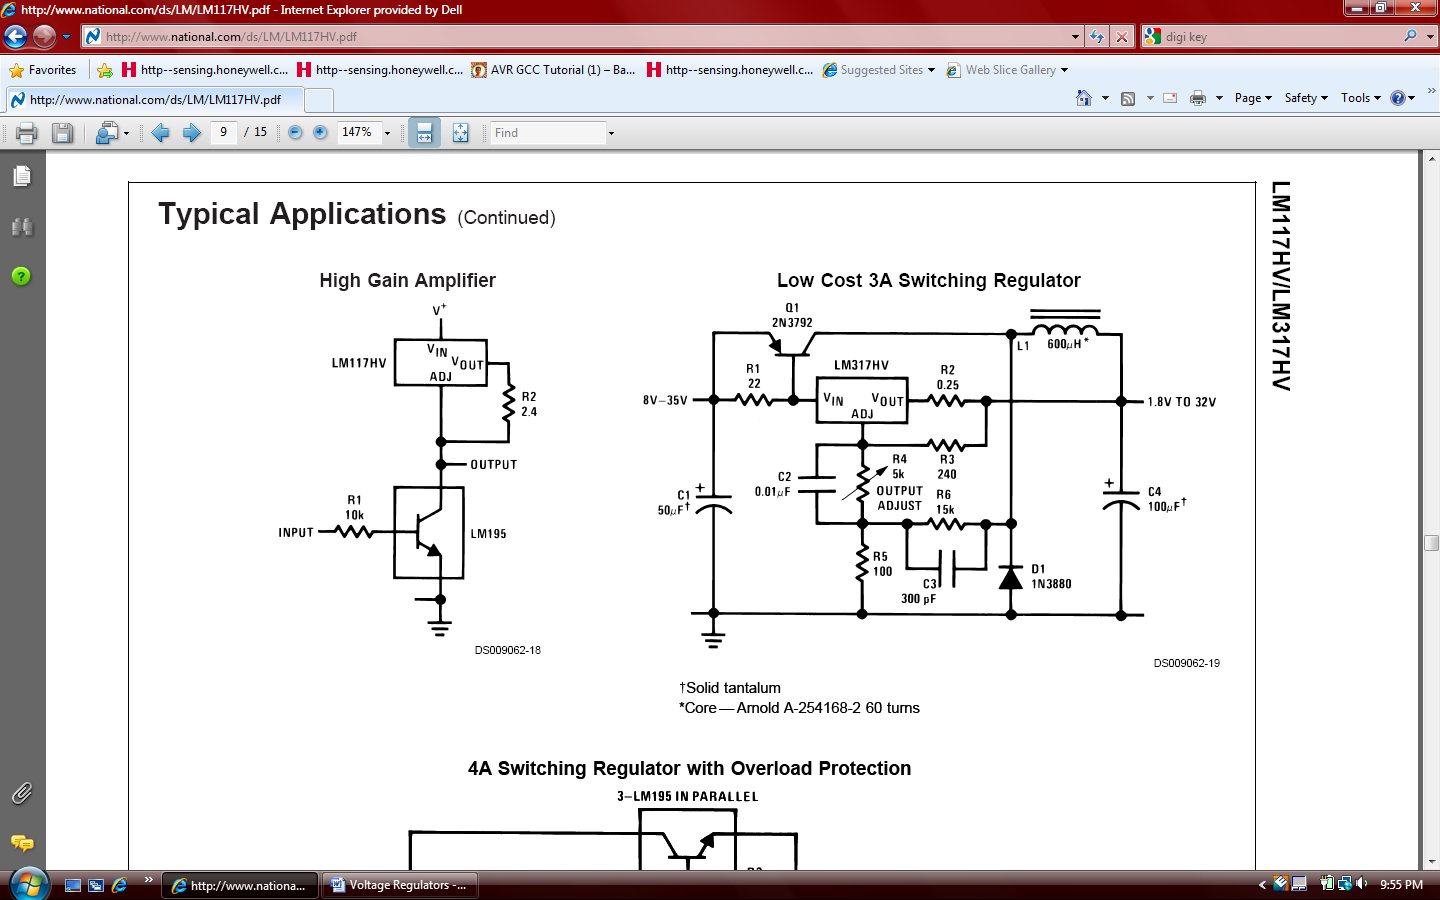 http://www.national.com/ds/LM/LM117HV.pdf - Internet Explorer provided by Dell
http://www.national.com/ds/LM/LM117HV.pdf
digi key
Favorites
http--sensing.honeywell.c...
http--sensing.honeywell.c...
AVR GCC Tutorial (1) – Ba...
http--sensing.honeywell.c...
Suggested Sites
Web Slice Gallery
http://www.national.com/ds/LM/LM117HV.pdf
Page
Safety
Tools
9 / 15
147%
Find
Typical Applications (Continued)
LM117HV/LM317HV
High Gain Amplifier
V+
LM117HV
VIN
VOUT
ADJ
R2
2.4
OUTPUT
R1
10k
INPUT
LM195
DS009062-18
Low Cost 3A Switching Regulator
Q1
2N3792
L1
600μH*
R1
22
LM317HV
R2
0.25
8V–35V
VIN
VOUT
ADJ
1.8V TO 32V
C2
0.01μF
R4
5k
OUTPUT
ADJUST
R3
240
R6
15k
C1
50μF†
+
C4
100μF†
+
R5
100
C3
300 pF
D1
1N3880
DS009062-19
†Solid tantalum
*Core — Arnold A-254168-2 60 turns
4A Switching Regulator with Overload Protection
3–LM195 IN PARALLEL
http://www.nationa...
Voltage Regulators -...
9:55 PM